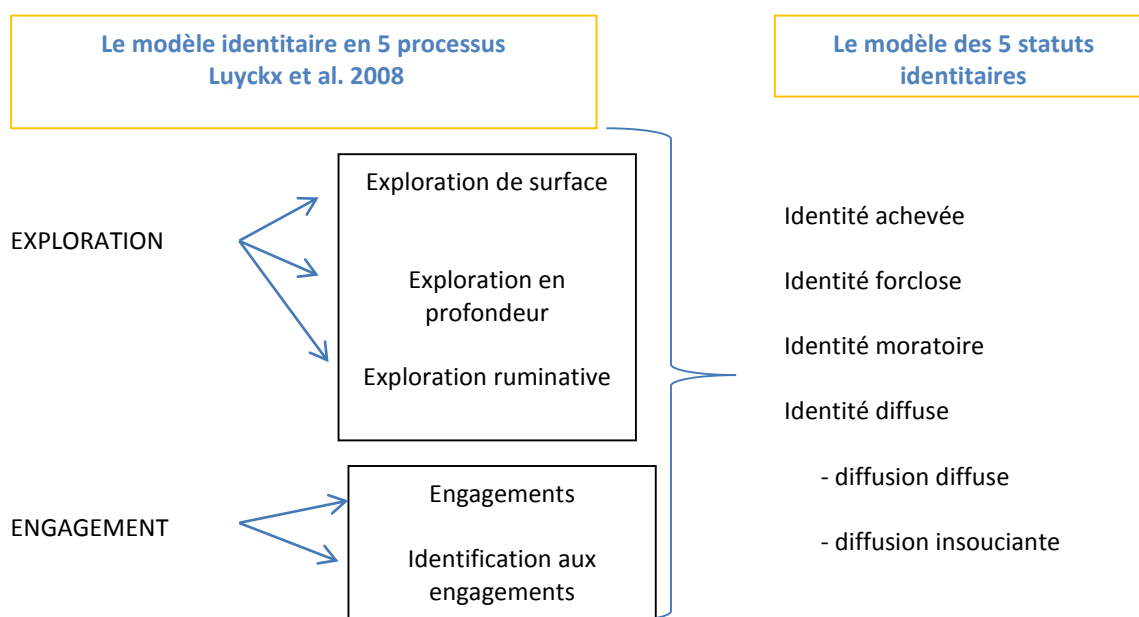 Le modèle identitaire en 5 processus
Luyckx et al. 2008
Le modèle des 5 statuts
identitaires
EXPLORATION
Exploration de surface
Exploration en
profondeur
Exploration ruminative
ENGAGEMENT
Engagements
Identification aux
engagements
Identité achevée
Identité forclose
Identité moratoire
Identité diffuse
- diffusion diffuse
- diffusion insouciante